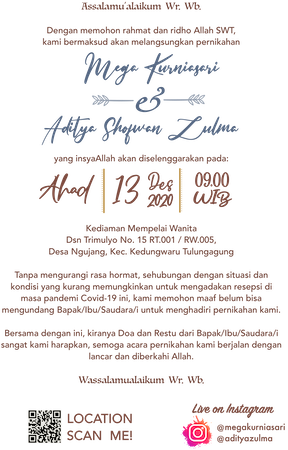 Assalamu'alaikum Wr. Wb.
Dengan memohon rahmat dan ridho Allah SWT,
kami bermaksud akan melangsungkan pernikahan
Mega Kurniasari
&
Aditya Shofwan Zulma
yang insyaAllah akan diselenggarakan pada:
Ahad 13 Des 2020 09.00 WIB
Kediaman Mempelai Wanita
Dsn Trimulyo No. 15 RT.001 / RW.005,
Desa Ngujang, Kec. Kedungwaru Tulungagung
Tanpa mengurangi rasa hormat, sehubungan dengan situasi dan
kondisi yang kurang memungkinkan untuk mengadakan resepsi di
masa pandemi Covid-19 ini, kami memohon maaf belum bisa
mengundang Bapak/Ibu/Saudara/i untuk menghadiri pernikahan kami.
Bersama dengan ini, kiranya Doa dan Restu dari Bapak/Ibu/Saudara/i
sangat kami harapkan, semoga acara pernikahan kami berjalan dengan
lancar dan diberkahi Allah.
Wassalamualaikum Wr. Wb.
LOCATION
SCAN ME!
Live on Instagram
@megakurniasari
@adityazulma